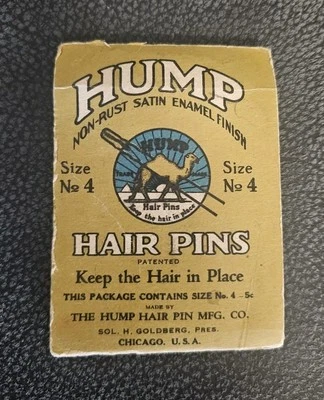 HUMP
NON-RUST SATIN ENAMEL FINISH
HUMP
TRADE MARK
Size Size
No 4 No 4
Hair Pins
Keep the hair in place
HAIR PINS
PATENTED
Keep the Hair in Place
THIS PACKAGE CONTAINS SIZE No. 4 - 5c
MADE BY
THE HUMP HAIR PIN MFG. CO.
SOL. H. GOLDBERG, PRES.
CHICAGO, U. S. A.